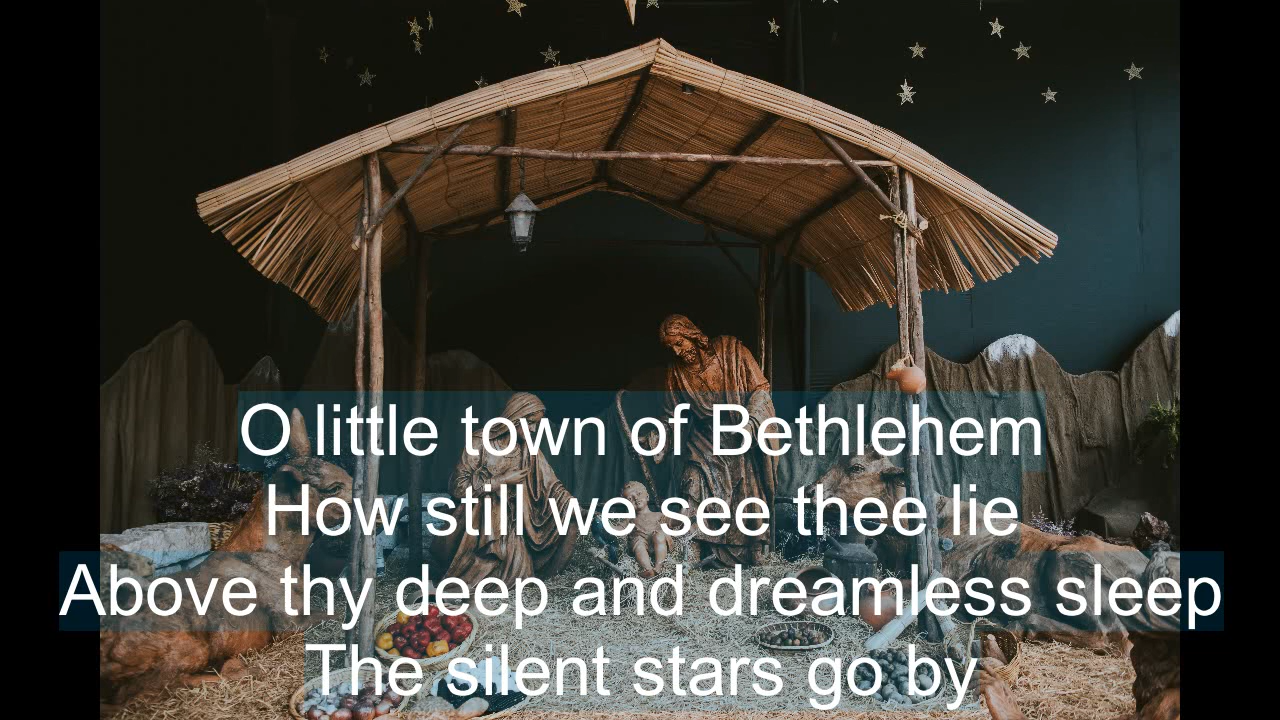 O little town of Bethlehem
How still we see thee lie
Above thy deep and dreamless sleep
The silent stars go by